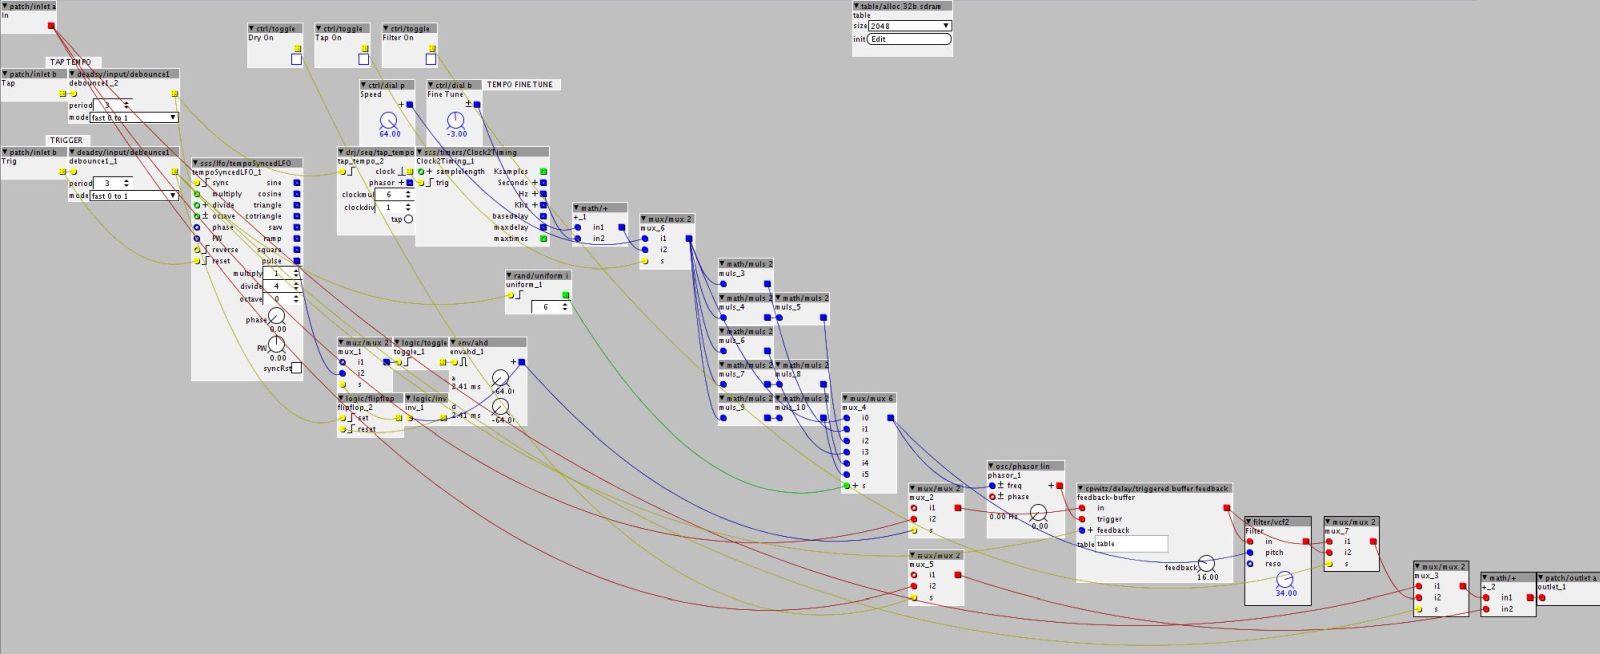 patch/inlet a
In
TAP TEMPO
patch/inlet b
Tap
deadsy/input/debounce1
debounce1_2
period 3
mode fast 0 to 1
TRIGGER
patch/inlet b
Trig
deadsy/input/debounce1
debounce1_1
period 3
mode fast 0 to 1
ctrl/toggle
Dry On
ctrl/toggle
Tap On
ctrl/toggle
Filter On
ctrl/dial p
Speed
+
64.00
ctrl/dial b
Fine Tune
±
-3.00
TEMPO FINE TUNE
table/alloc 32b sdram
table
size 2048
init Edit
sss/lfo/tempoSyncedLFO
tempoSyncedLFO_1
sync sine
multiply cosine
+ divide triangle
± octave cotriangle
phase saw
PW ramp
reverse square
reset pulse
multiply 1
divide 4
octave 0
phase
0.00
PW
0.00
syncRst
drj/seq/tap_tempo
tap_tempo_2
clock
phasor +
clockmul 6
clockdiv 1
tap
sss/timers/Clock2Timing
Clock2Timing_1
+ samplelength Ksamples
trig Seconds +
Hz +
Khz +
basedelay
maxdelay
maxtimes
math/+
+_1
in1
in2
mux/mux 2
mux_6
i1
i2
s
rand/uniform i
uniform_1
6
math/muls 2
muls_3
math/muls 2
muls_4
math/muls 2
muls_5
math/muls 2
muls_6
math/muls 2
muls_7
math/muls 2
muls_8
math/muls 2
muls_9
math/muls 2
muls_10
mux/mux 2
mux_1
i1
i2
s
logic/toggle
toggle_1
env/ahd
envahd_1
+
a
2.41 ms
-64.0
d
2.41 ms
-64.0
logic/flipflop
flipflop_2
set
reset
logic/inv
inv_1
mux/mux 6
mux_4
i0
i1
i2
i3
i4
i5
+ s
mux/mux 2
mux_2
i1
i2
s
mux/mux 2
mux_5
i1
i2
s
osc/phasor lin
phasor_1
± freq +
± phase
0.00 Hz
0.00
cpwitz/delay/triggered buffer feedback
feedback-buffer
in
trigger
+ feedback
table table
feedback
16.00
filter/vcf2
Filter
in
pitch
reso
34.00
mux/mux 2
mux_7
i1
i2
s
mux/mux 2
mux_3
i1
i2
s
math/+
+_2
in1
in2
patch/outlet a
outlet_1